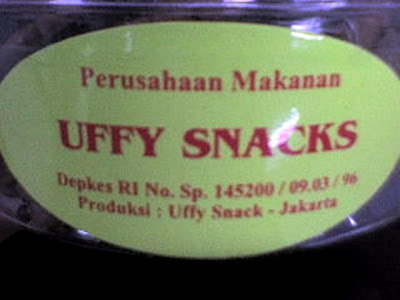 Perusahaan Makanan
UFFY SNACKS
Depkes RI No. Sp. 145200 / 09.03 / 96
Produksi : Uffy Snack - Jakarta